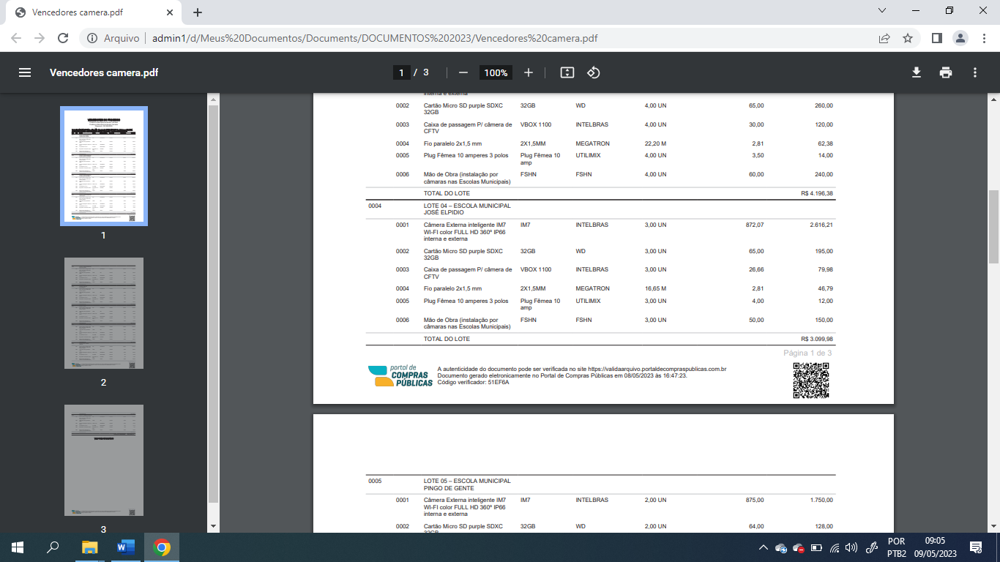 Vencedores camera.pdf
Arquivo admin1/d/Meus%20Documentos/Documents/DOCUMENTOS%202023/Vencedores%20camera.pdf
Vencedores camera.pdf
1 / 3 100%
1
2
3
interna e externa
0002 Cartão Micro SD purple SDXC 32GB WD 4,00 UN 65,00 260,00
32GB
0003 Caixa de passagem P/ câmera de VBOX 1100 INTELBRAS 4,00 UN 30,00 120,00
CFTV
0004 Fio paralelo 2x1,5 mm 2X1,5MM MEGATRON 22,20 M 2,81 62,38
0005 Plug Fêmea 10 amperes 3 polos Plug Fêmea 10 UTILIMIX 4,00 UN 3,50 14,00
amp
0006 Mão de Obra (instalação por FSHN FSHN 4,00 UN 60,00 240,00
câmaras nas Escolas Municipais)
TOTAL DO LOTE R$ 4.196,38
0004 LOTE 04 – ESCOLA MUNICIPAL
JOSÉ ELPIDIO
0001 Câmera Externa inteligente IM7 IM7 INTELBRAS 3,00 UN 872,07 2.616,21
WI-FI color FULL HD 360º IP66
interna e externa
0002 Cartão Micro SD purple SDXC 32GB WD 3,00 UN 65,00 195,00
32GB
0003 Caixa de passagem P/ câmera de VBOX 1100 INTELBRAS 3,00 UN 26,66 79,98
CFTV
0004 Fio paralelo 2x1,5 mm 2X1,5MM MEGATRON 16,65 M 2,81 46,79
0005 Plug Fêmea 10 amperes 3 polos Plug Fêmea 10 UTILIMIX 3,00 UN 4,00 12,00
amp
0006 Mão de Obra (instalação por FSHN FSHN 3,00 UN 50,00 150,00
câmaras nas Escolas Municipais)
TOTAL DO LOTE R$ 3.099,98
Página 1 de 3
portal de
COMPRAS
PÚBLICAS
A autenticidade do documento pode ser verificada no site https://validaarquivo.portaldecompraspublicas.com.br
Documento gerado eletronicamente no Portal de Compras Públicas em 08/05/2023 às 16:47:23.
Código verificador: 51EF6A
0005 LOTE 05 – ESCOLA MUNICIPAL
PINGO DE GENTE
0001 Câmera Externa inteligente IM7 IM7 INTELBRAS 2,00 UN 875,00 1.750,00
WI-FI color FULL HD 360º IP66
interna e externa
0002 Cartão Micro SD purple SDXC 32GB WD 2,00 UN 64,00 128,00
32GB
POR 09:05
PTB2 09/05/2023